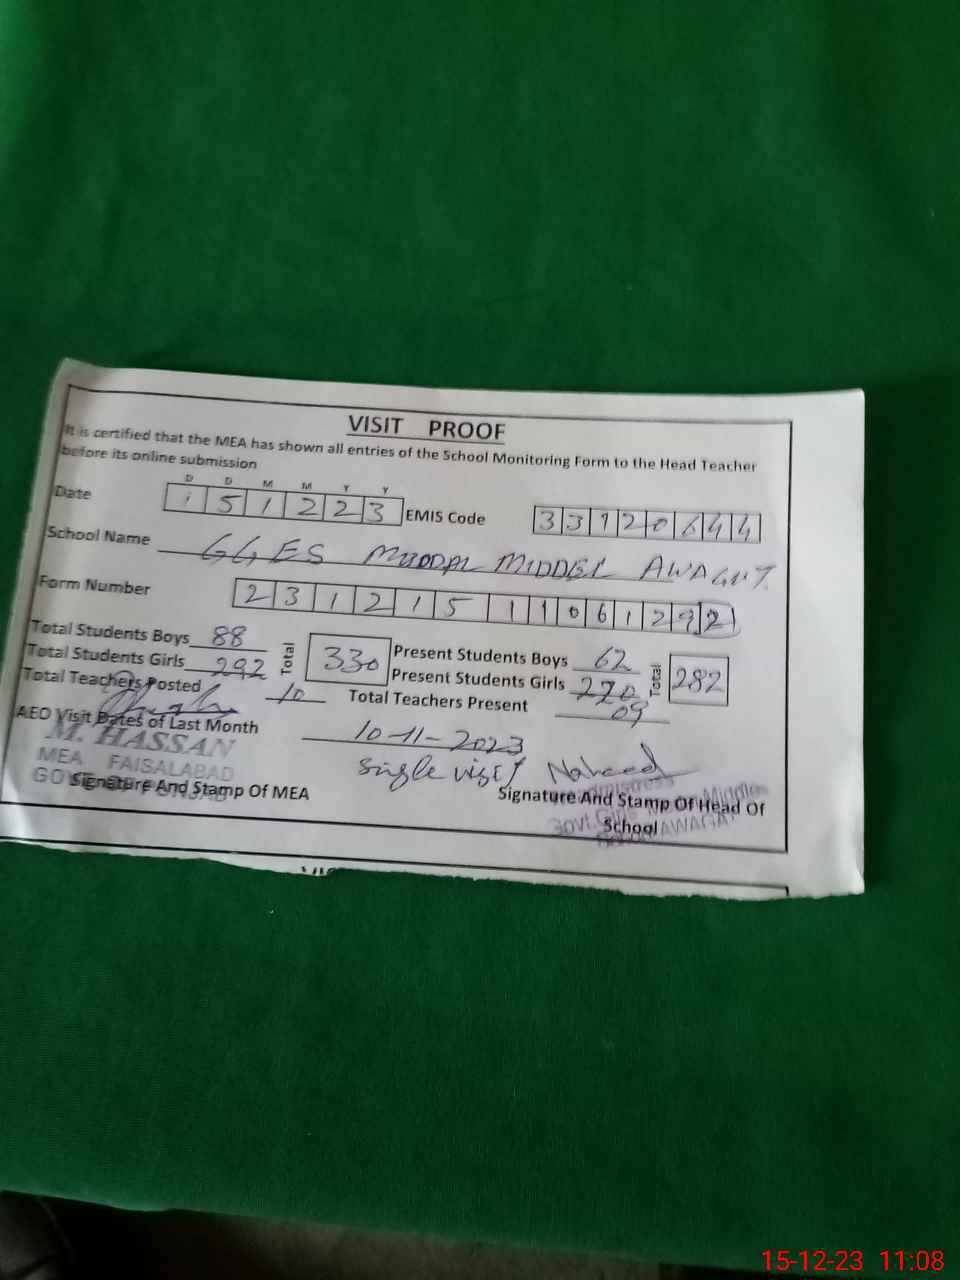 VISIT PROOF
It is certified that the MEA has shown all entries of the School Monitoring Form to the Head Teacher
before its online submission
D D M M Y Y
Date 1 5 1 2 2 3 EMIS Code 3 3 1 2 0 6 4 4
School Name GGES MODAL MIDDEL AWAGAT
Form Number 2 3 1 2 1 5 1 1 0 6 1 2 9 2
Total Students Boys 88 Total 330 Present Students Boys 62 Total 282
Total Students Girls 292 Present Students Girls 220
Total Teachers Posted 10 Total Teachers Present 09
AEO Visit Dates of Last Month 10-11-2023
single visit Naheed
M. HASSAN
MEA FAISALABAD
Signature And Stamp Of MEA Signature And Stamp Of Head Of
School
15-12-23 11:08